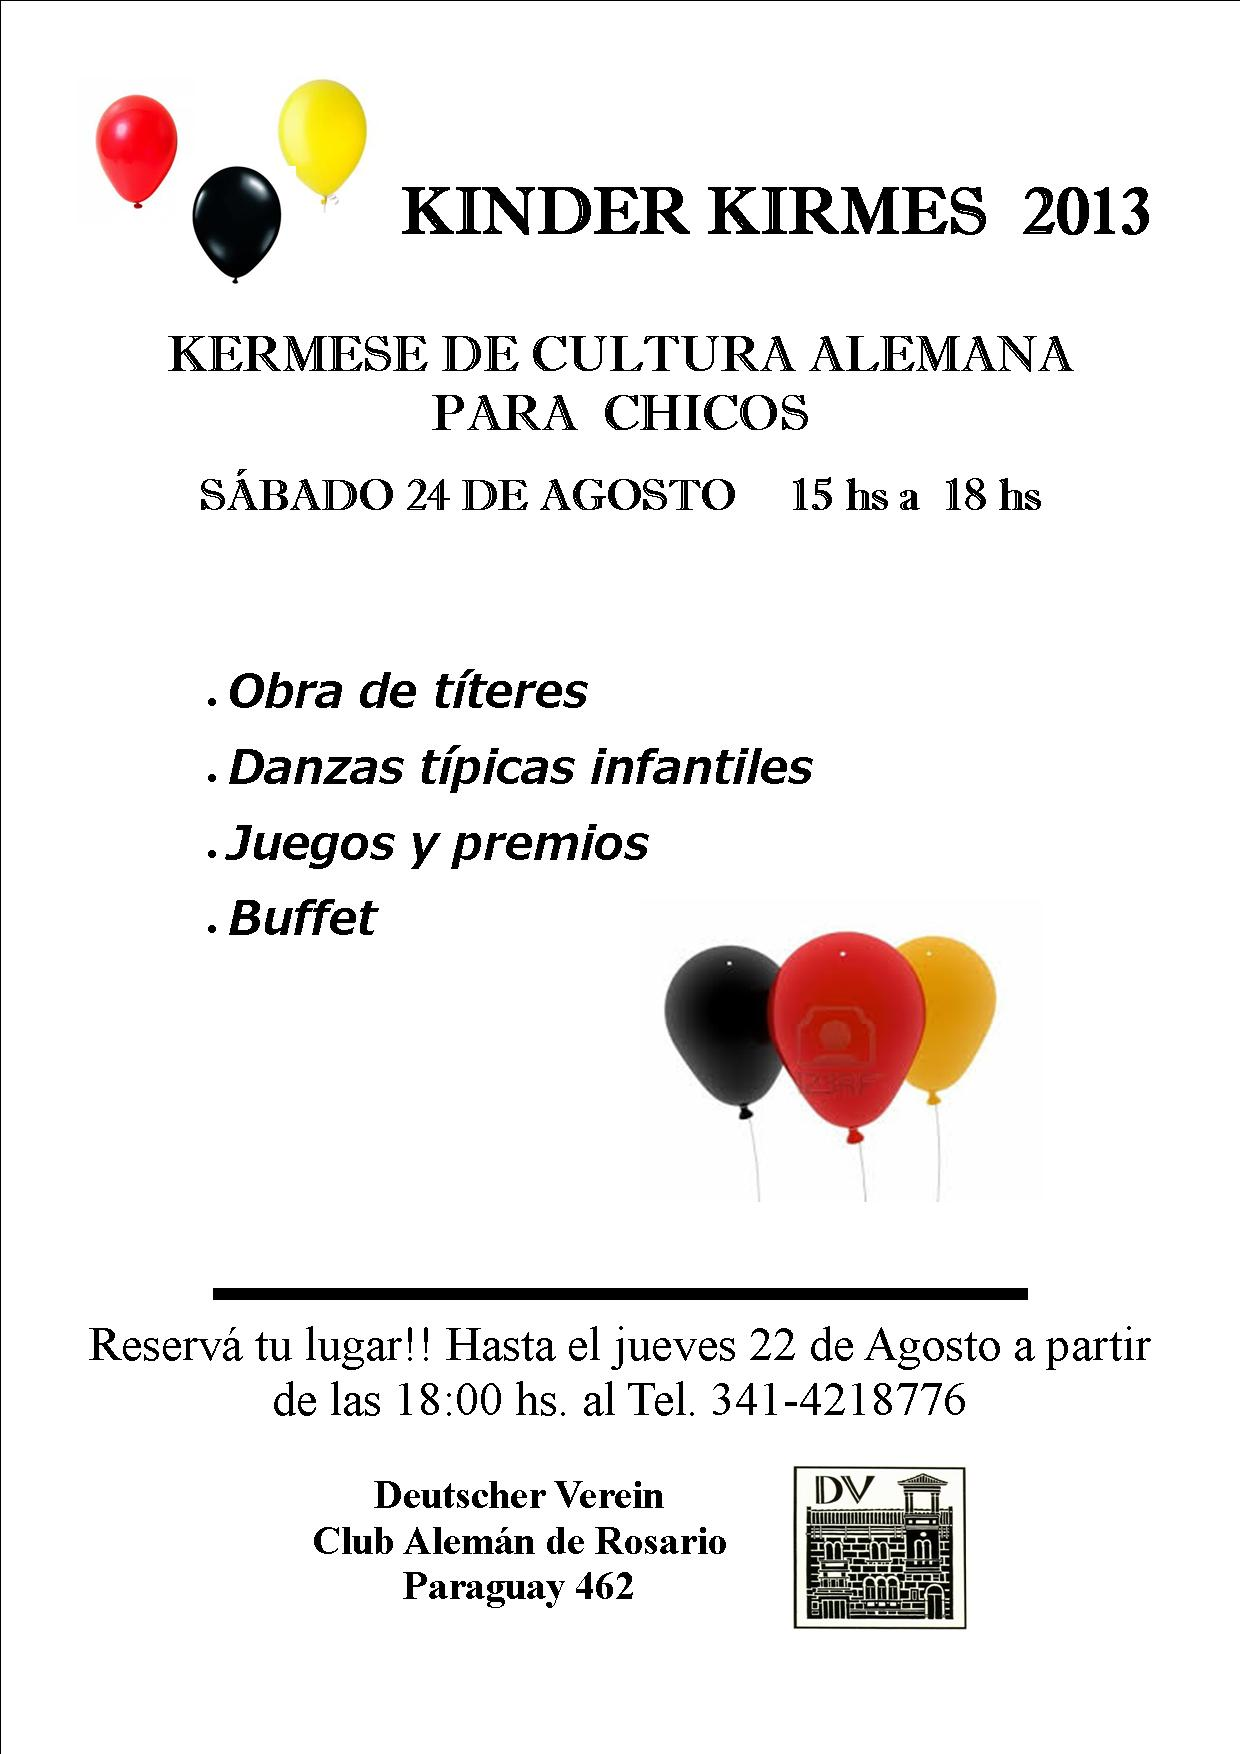 KINDER KIRMES 2013
KERMESE DE CULTURA ALEMANA
PARA CHICOS
SÁBADO 24 DE AGOSTO 15 hs a 18 hs
. Obra de títeres
. Danzas típicas infantiles
. Juegos y premios
. Buffet
123RF
Reservá tu lugar!! Hasta el jueves 22 de Agosto a partir
de las 18:00 hs. al Tel. 341-4218776
Deutscher Verein
Club Alemán de Rosario
Paraguay 462
DV